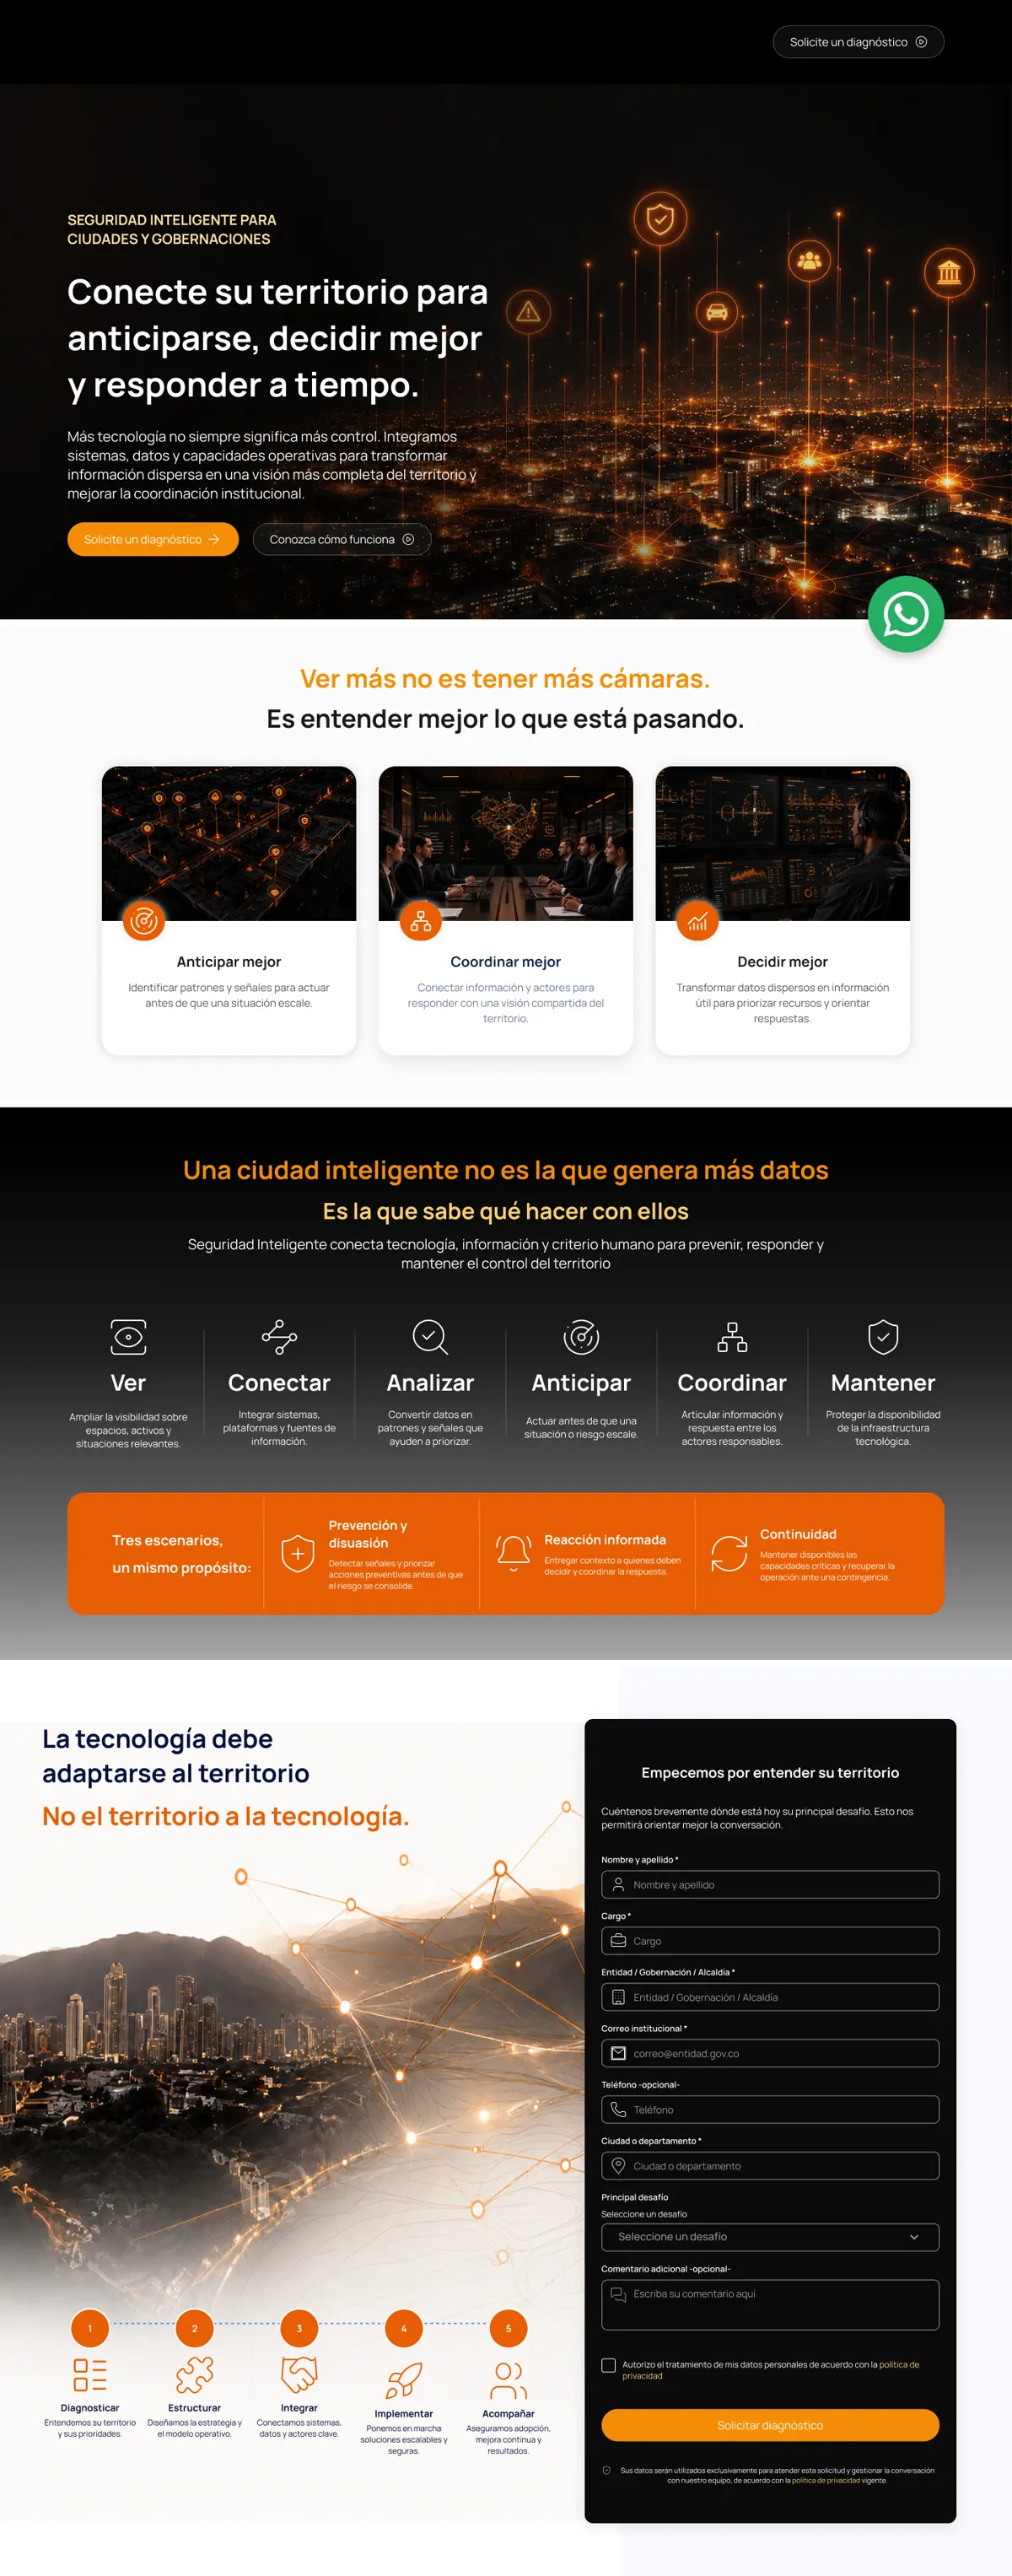 Solicite un diagnóstico
SEGURIDAD INTELIGENTE PARA
CIUDADES Y GOBERNACIONES
Conecte su territorio para
anticiparse, decidir mejor
y responder a tiempo.
Más tecnología no siempre significa más control. Integramos
sistemas, datos y capacidades operativas para transformar
información dispersa en una visión más completa del territorio y
mejorar la coordinación institucional.
Solicite un diagnóstico
Conozca cómo funciona
Ver más no es tener más cámaras.
Es entender mejor lo que está pasando.
Anticipar mejor
Identificar patrones y señales para actuar
antes de que una situación escale.
Coordinar mejor
Conectar información y actores para
responder con una visión compartida del
territorio.
Decidir mejor
Transformar datos dispersos en información
útil para priorizar recursos y orientar
respuestas.
Una ciudad inteligente no es la que genera más datos
Es la que sabe qué hacer con ellos
Seguridad Inteligente conecta tecnología, información y criterio humano para prevenir, responder y
mantener el control del territorio
Ver
Ampliar la visibilidad sobre
espacios, activos y
situaciones relevantes.
Conectar
Integrar sistemas,
plataformas y fuentes de
información.
Analizar
Convertir datos en
patrones y señales que
ayuden a priorizar.
Anticipar
Actuar antes de que una
situación o riesgo escale.
Coordinar
Articular información y
respuesta entre los
actores responsables.
Mantener
Proteger la disponibilidad
de la infraestructura
tecnológica.
Tres escenarios,
un mismo propósito:
Prevención y
disuasión
Detectar señales y priorizar
acciones preventivas antes de que
el riesgo se consolide.
Reacción informada
Entregar contexto a quienes deben
decidir y coordinar la respuesta.
Continuidad
Mantener disponibles las
capacidades críticas y recuperar la
operación ante una contingencia.
La tecnología debe
adaptarse al territorio
No el territorio a la tecnología.
1
2
3
4
5
Diagnosticar
Entendemos su territorio
y sus prioridades.
Estructurar
Diseñamos la estrategia y
el modelo operativo.
Integrar
Conectamos sistemas,
datos y actores clave.
Implementar
Ponemos en marcha
soluciones escalables y
seguras.
Acompañar
Aseguramos adopción,
mejora continua y
resultados.
Empecemos por entender su territorio
Cuéntenos brevemente dónde está hoy su principal desafío. Esto nos
permitirá orientar mejor la conversación.
Nombre y apellido *
Nombre y apellido
Cargo *
Cargo
Entidad / Gobernación / Alcaldía *
Entidad / Gobernación / Alcaldía
Correo institucional *
correo@entidad.gov.co
Teléfono -opcional-
Teléfono
Ciudad o departamento *
Ciudad o departamento
Principal desafío
Seleccione un desafío
Seleccione un desafío
Comentario adicional -opcional-
Escriba su comentario aquí
Autorizo el tratamiento de mis datos personales de acuerdo con la política de
privacidad.
Solicitar diagnóstico
Sus datos serán utilizados exclusivamente para atender esta solicitud y gestionar la conversación
con nuestro equipo, de acuerdo con la política de privacidad vigente.